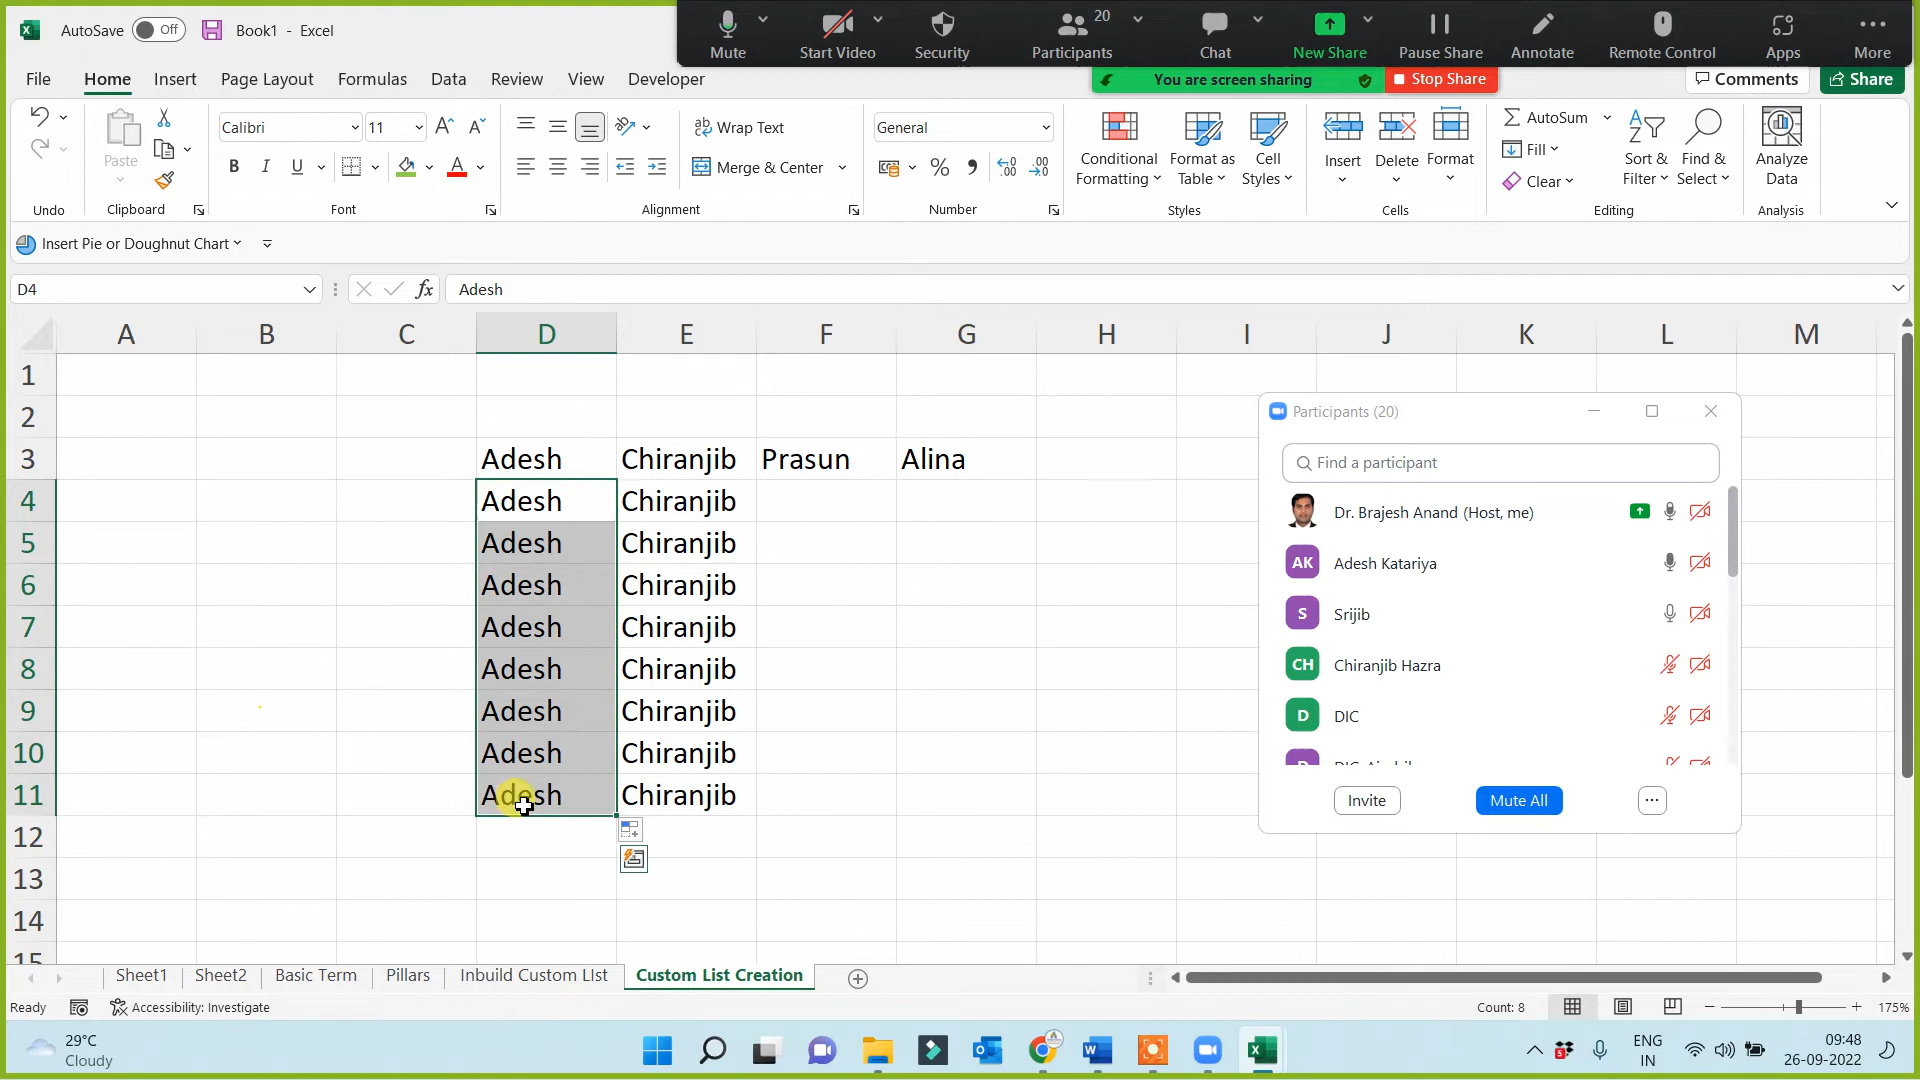 AutoSave Off Book1 - Excel
Mute
Start Video
Security
20
Participants
Chat
New Share
Pause Share
Annotate
Remote Control
Apps
More
File Home Insert Page Layout Formulas Data Review View Developer
You are screen sharing
Stop Share
Comments
Share
Paste
Calibri 11
B I U
A
Wrap Text
Merge & Center
General
%
Conditional
Formatting
Format as
Table
Cell
Styles
Insert
Delete
Format
AutoSum
Fill
Clear
Sort &
Filter
Find &
Select
Analyze
Data
Undo Clipboard Font Alignment Number Styles Cells Editing Analysis
Insert Pie or Doughnut Chart
D4 fx Adesh
A B C D E F G H I J K L M
1
2
3 Adesh Chiranjib Prasun Alina
4 Adesh Chiranjib
5 Adesh Chiranjib
6 Adesh Chiranjib
7 Adesh Chiranjib
8 Adesh Chiranjib
9 Adesh Chiranjib
10 Adesh Chiranjib
11 Adesh Chiranjib
12
13
14
15
Participants (20)
Find a participant
Dr. Brajesh Anand (Host, me)
AK Adesh Katariya
S Srijib
CH Chiranjib Hazra
D DIC
Invite Mute All ...
Sheet1 Sheet2 Basic Term Pillars Inbuild Custom LIst Custom List Creation
Ready Accessibility: Investigate Count: 8 175%
29°C
Cloudy
ENG
IN
09:48
26-09-2022